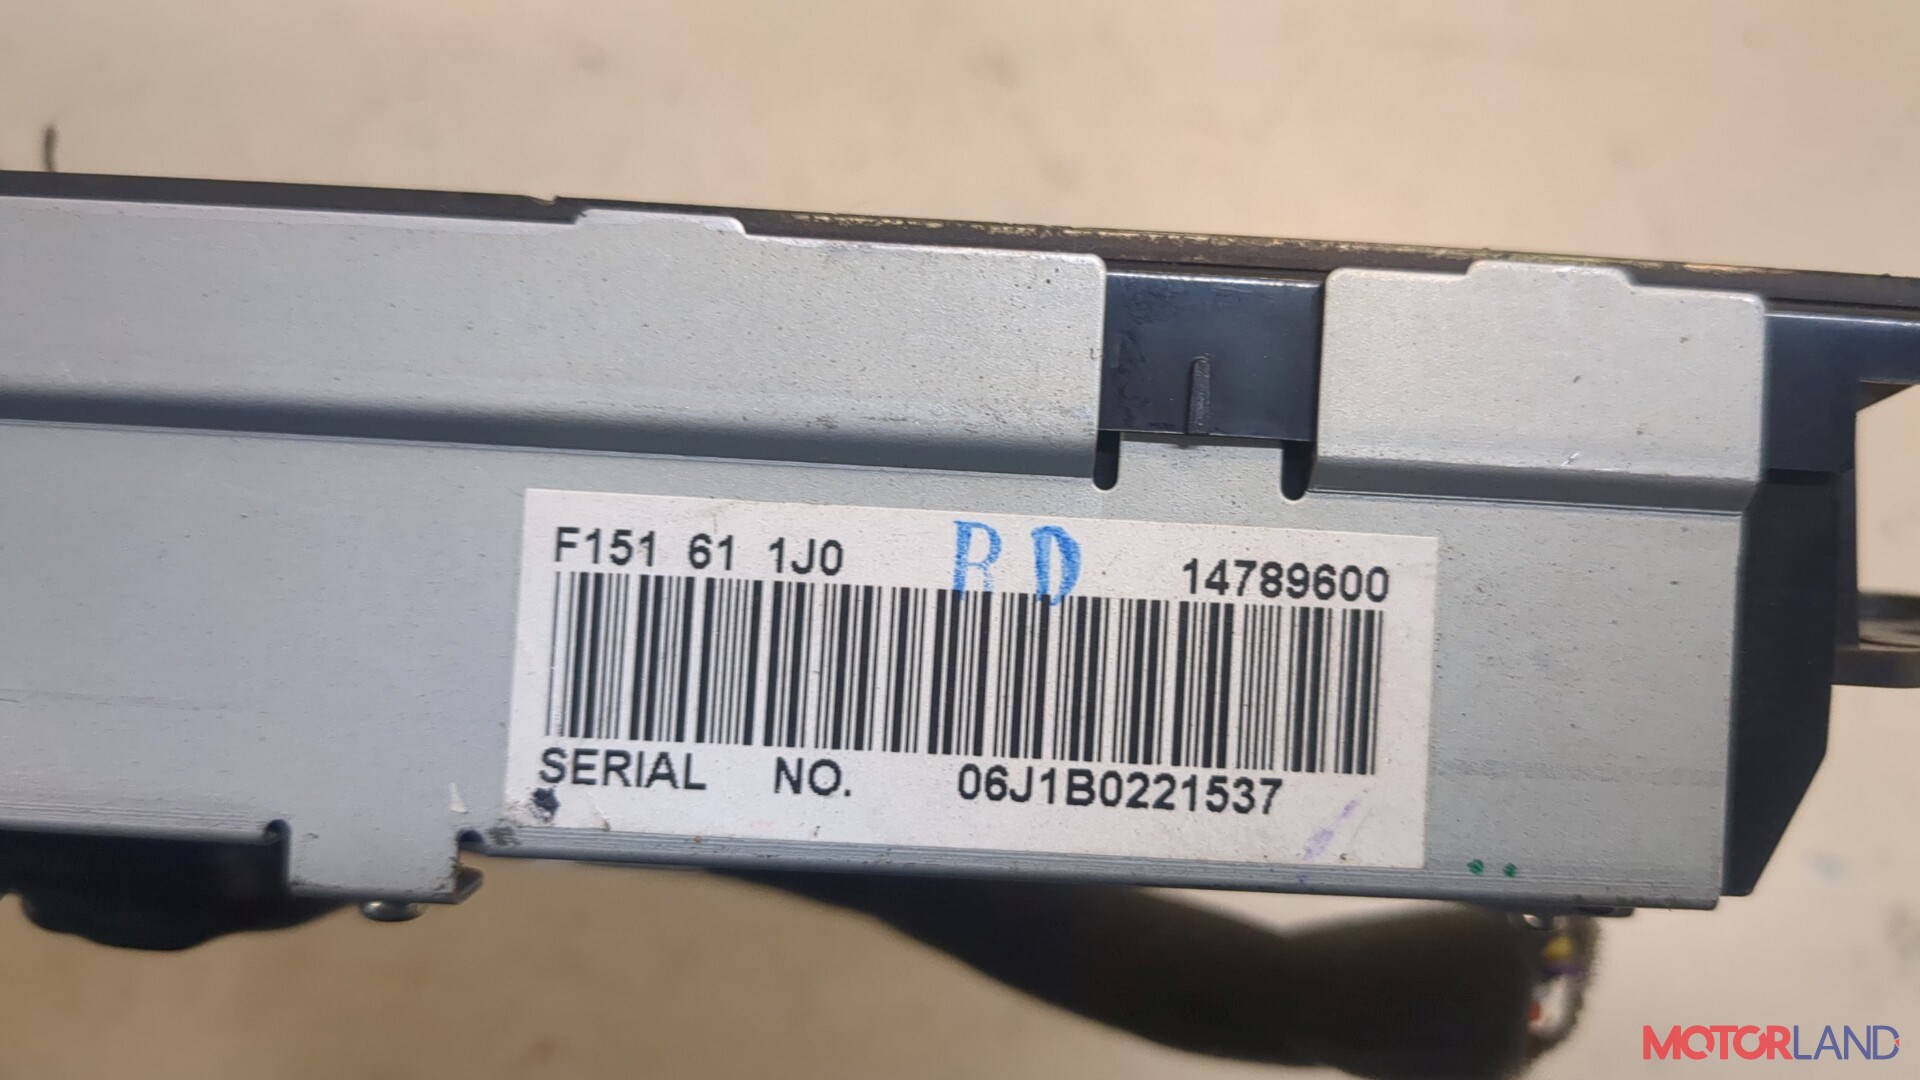 F151 61 1J0 RD 14789600
SERIAL NO. 06J1B0221537
MOTORLAND